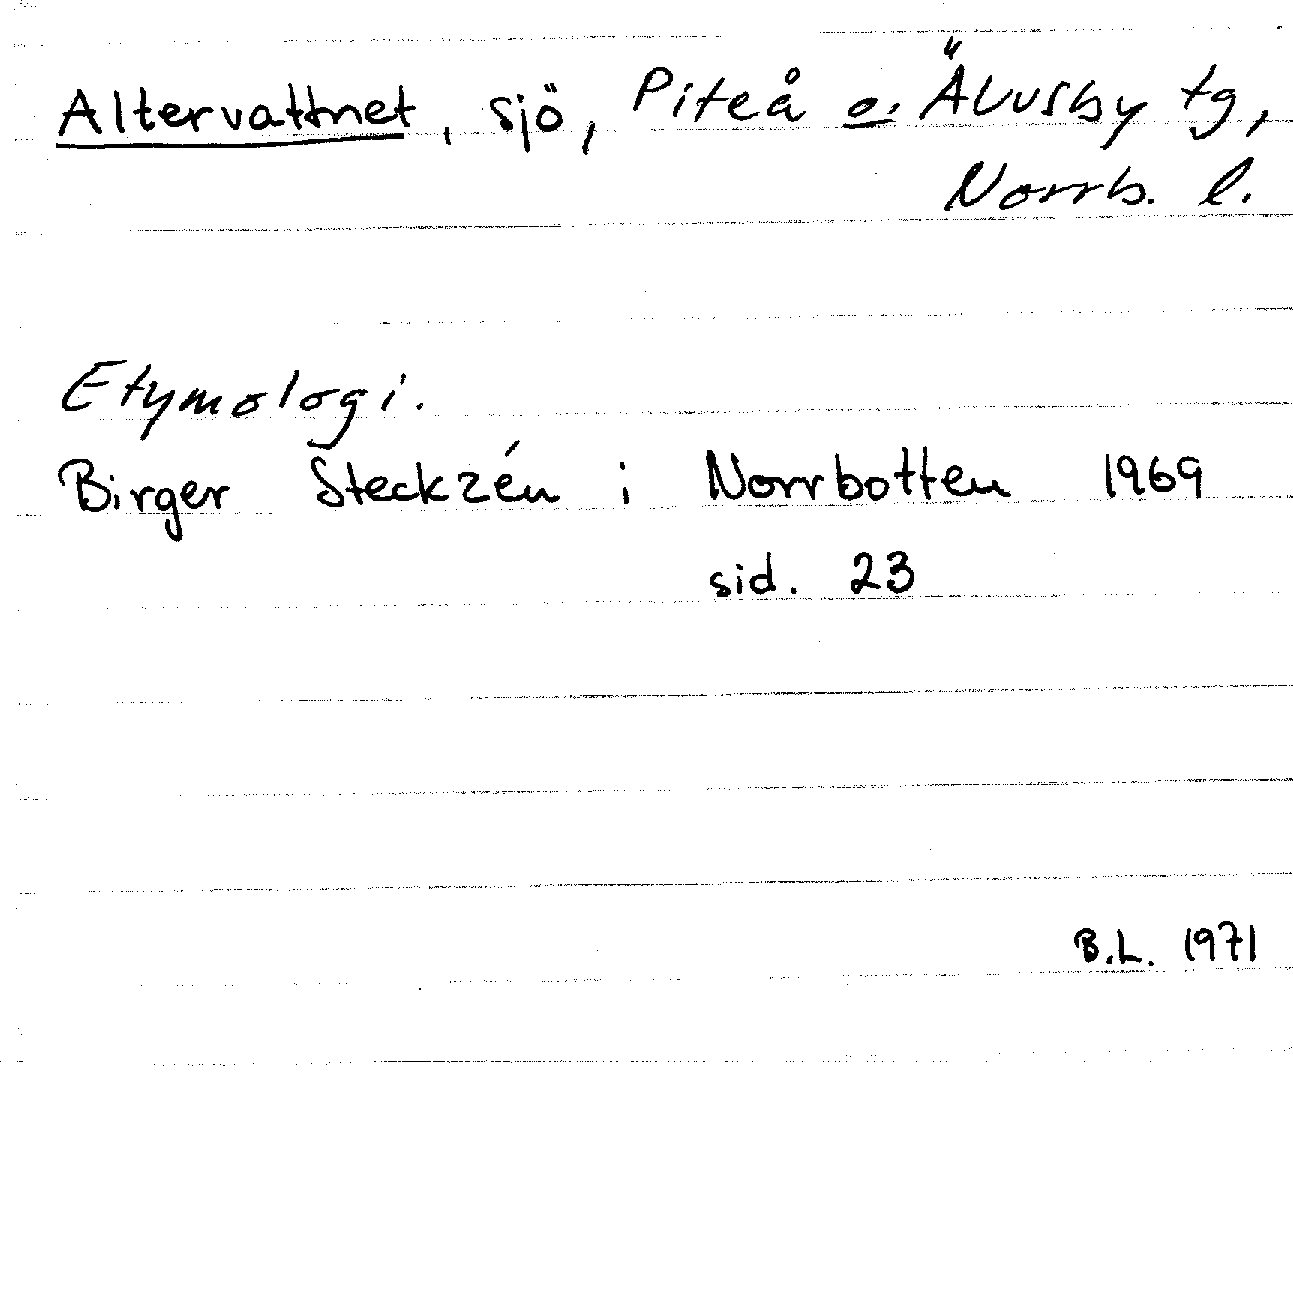 Altervattnet, sjö, Piteå o. Älvsby tg,
Norrb. l.
Etymologi.
Birger Steckzén i Norrbotten 1969
sid. 23
B.L. 1971